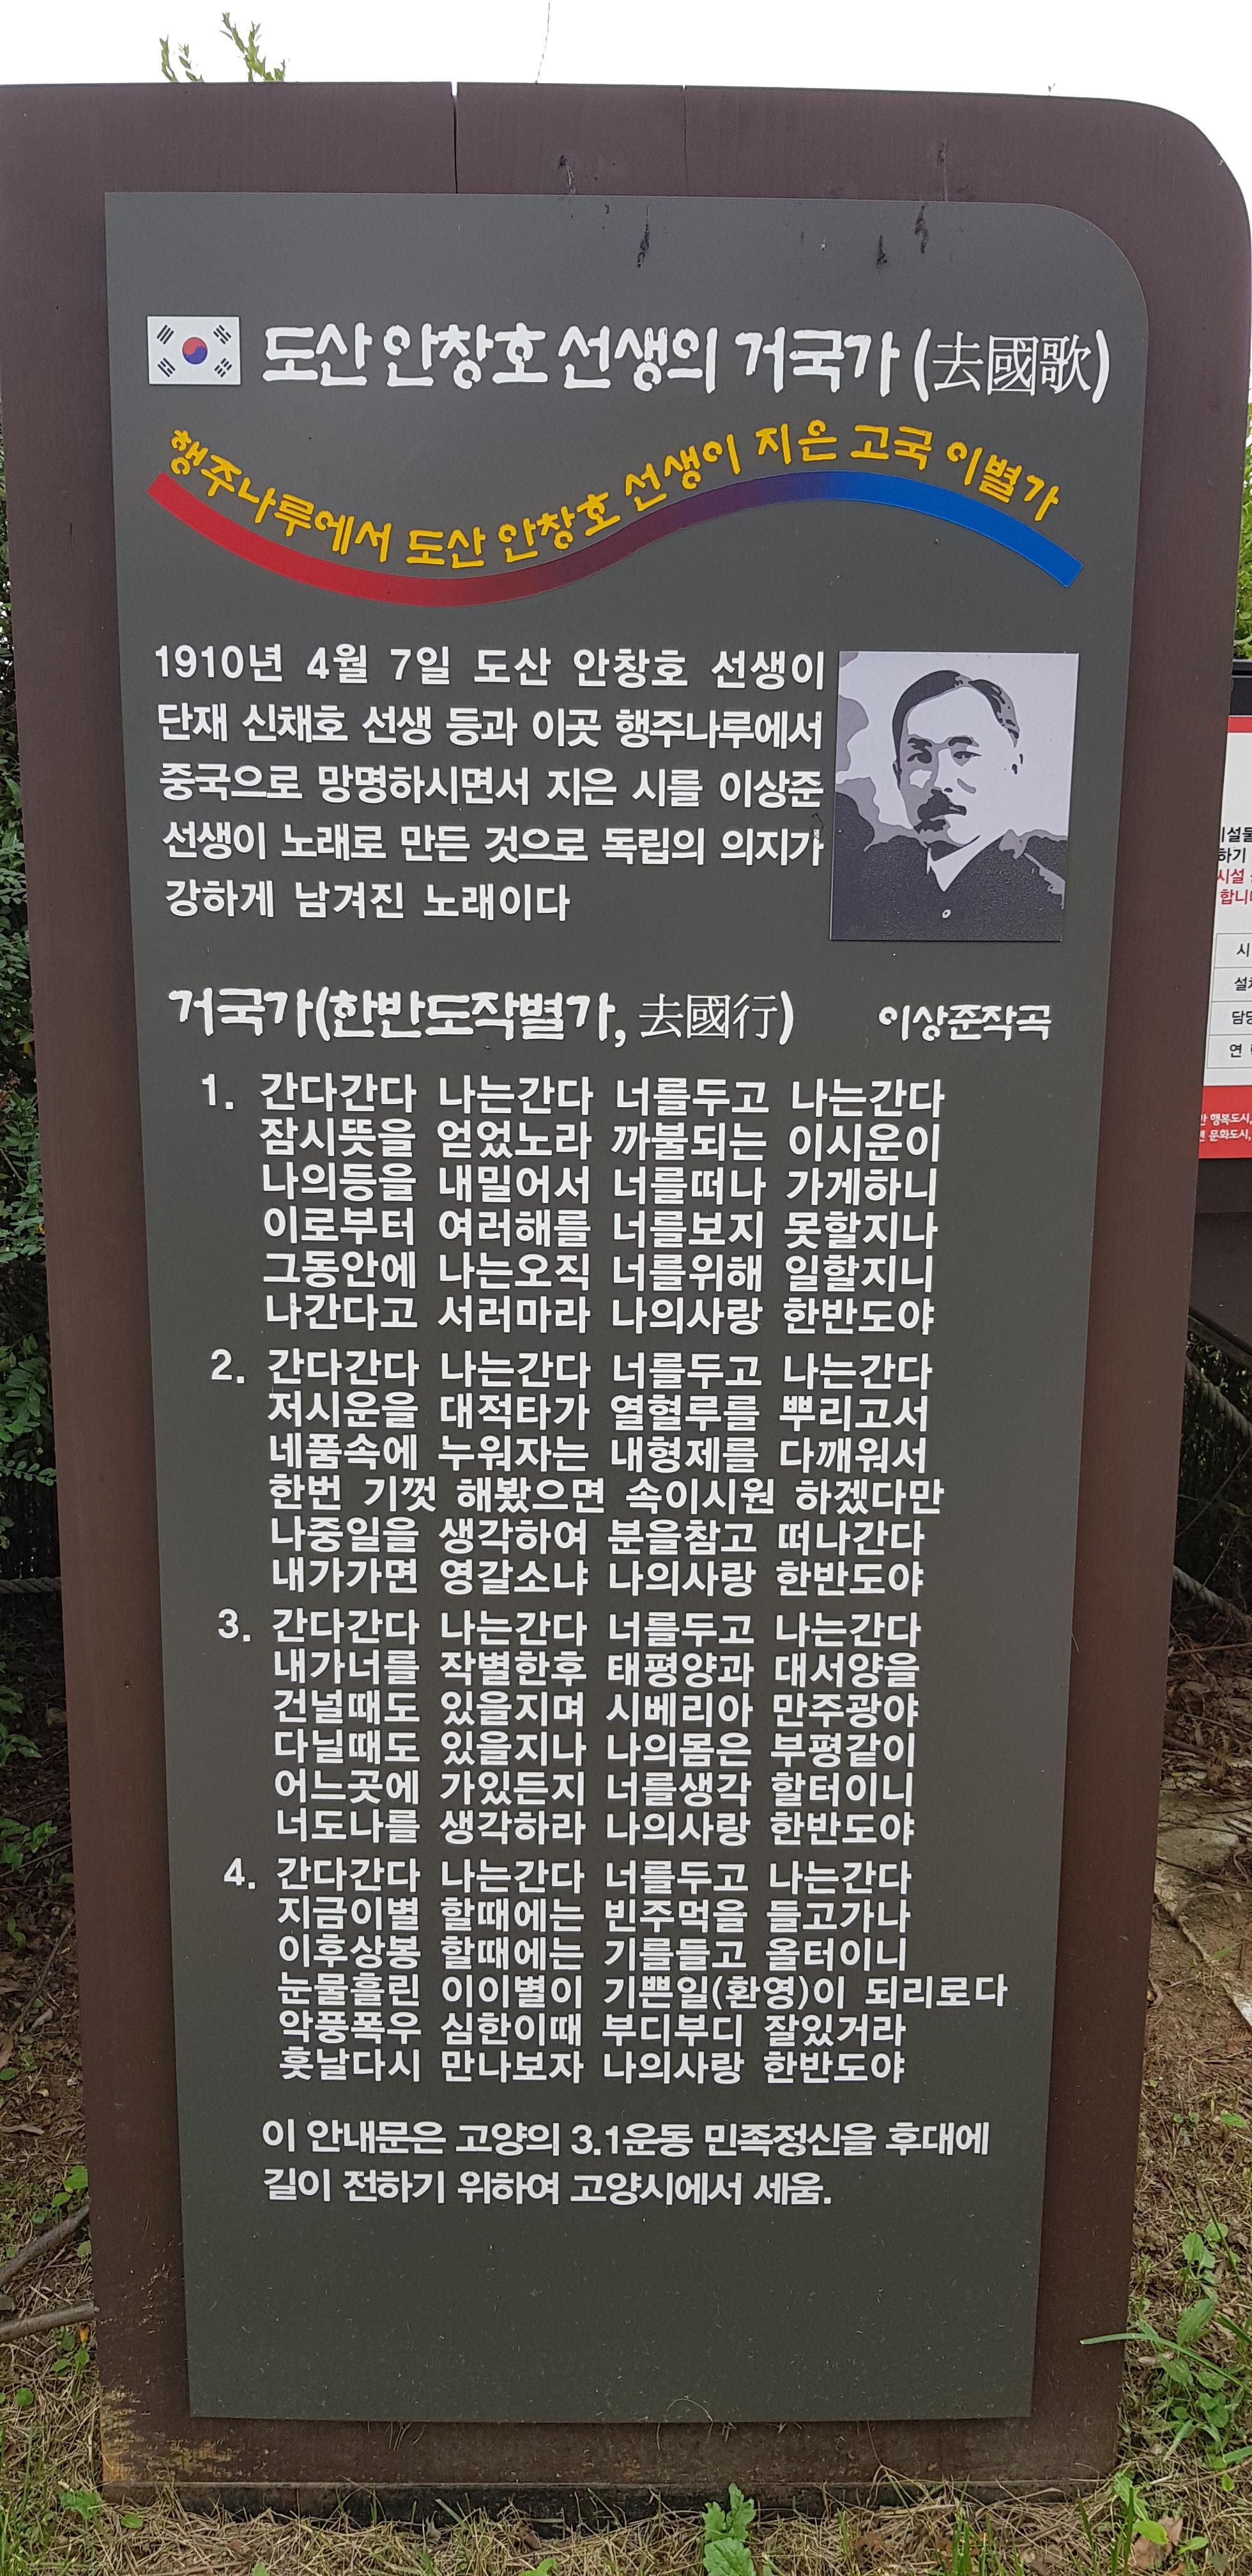 도산 안창호 선생의 거국가 (去國歌)
행주나루에서 도산 안창호 선생이 지은 고국 이별가
1910년 4월 7일 도산 안창호 선생이
단재 신채호 선생 등과 이곳 행주나루에서
중국으로 망명하시면서 지은 시를 이상준
선생이 노래로 만든 것으로 독립의 의지가
강하게 남겨진 노래이다
거국가(한반도작별가, 去國行) 이상준작곡
1. 간다간다 나는간다 너를두고 나는간다
잠시뜻을 얻었노라 까불되는 이시운이
나의등을 내밀어서 너를떠나 가게하니
이로부터 여러해를 너를보지 못할지나
그동안에 나는오직 너를위해 일할지니
나간다고 서러마라 나의사랑 한반도야
2. 간다간다 나는간다 너를두고 나는간다
저시운을 대적타가 열혈루를 뿌리고서
네품속에 누워자는 내형제를 다깨워서
한번 기껏 해봤으면 속이시원 하겠다만
나중일을 생각하여 분을참고 떠나간다
내가가면 영갈소냐 나의사랑 한반도야
3. 간다간다 나는간다 너를두고 나는간다
내가너를 작별한후 태평양과 대서양을
건널때도 있을지며 시베리아 만주광야
다닐때도 있을지나 나의몸은 부평같이
어느곳에 가있든지 너를생각 할터이니
너도나를 생각하라 나의사랑 한반도야
4. 간다간다 나는간다 너를두고 나는간다
지금이별 할때에는 빈주먹을 들고가나
이후상봉 할때에는 기를들고 올터이니
눈물흘린 이이별이 기쁜일(환영)이 되리로다
악풍폭우 심한이때 부디부디 잘있거라
훗날다시 만나보자 나의사랑 한반도야
이 안내문은 고양의 3.1운동 민족정신을 후대에
길이 전하기 위하여 고양시에서 세움.
하기
시설
담당
행복도시,
문화도시,